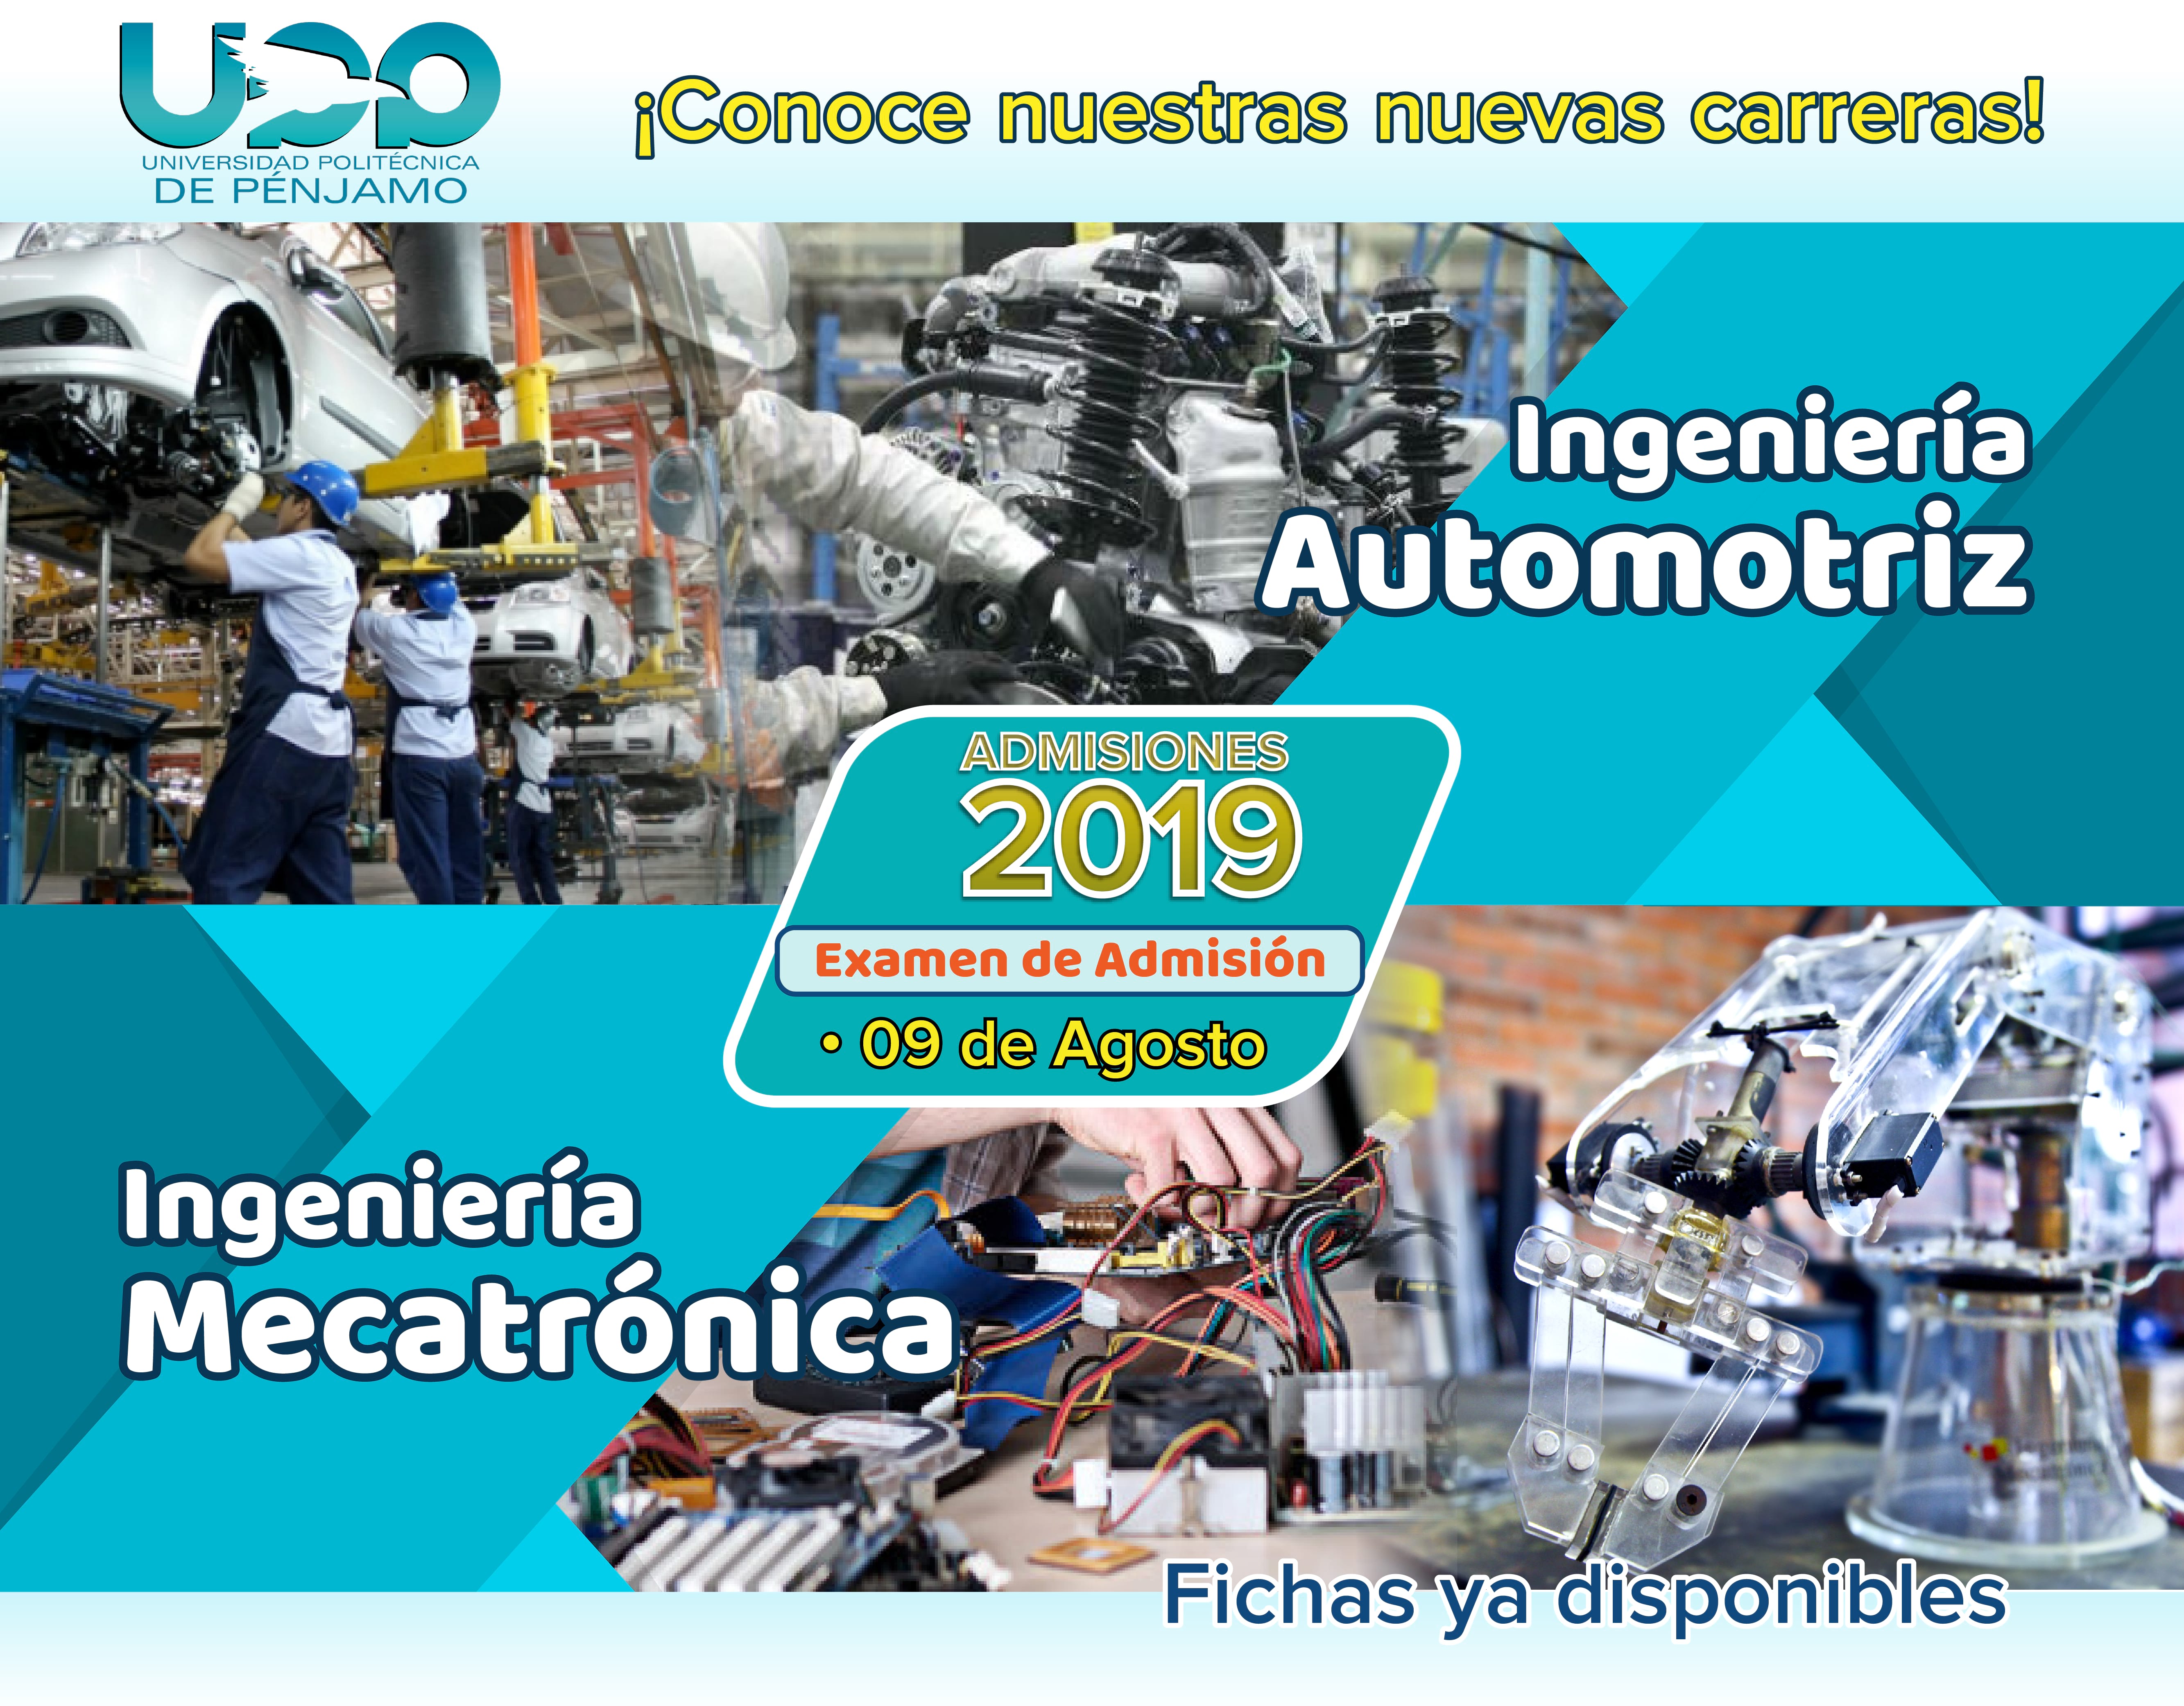 UPP
UNIVERSIDAD POLITÉCNICA
DE PÉNJAMO
¡Conoce nuestras nuevas carreras!
Ingeniería
Automotriz
ADMISIONES
2019
Examen de Admisión
• 09 de Agosto
Ingeniería
Mecatrónica
Fichas ya disponibles